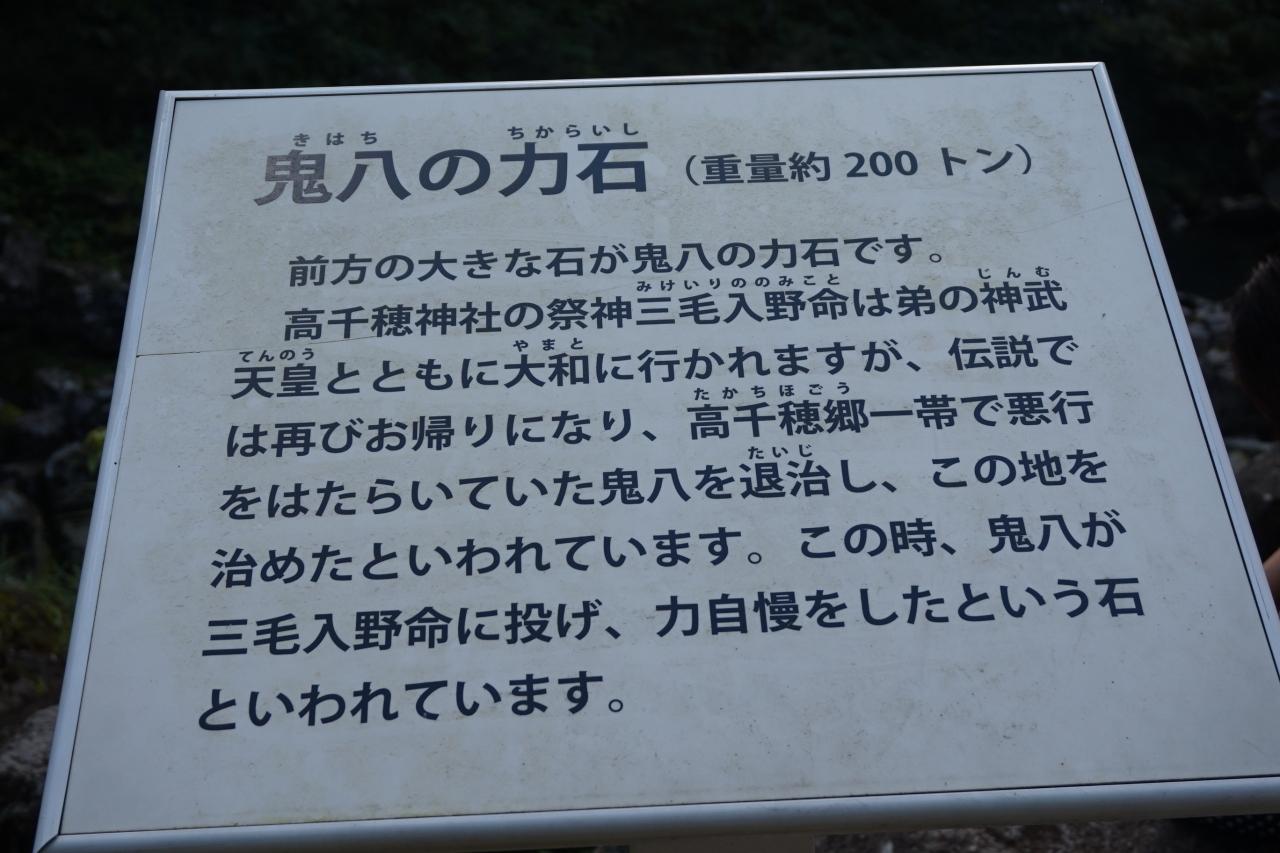 きはち ちからいし
鬼八の力石（重量約 200 トン）
前方の大きな石が鬼八の力石です。
みけいりののみこと じんむ
高千穂神社の祭神三毛入野命は弟の神武
てんのう やまと
天皇とともに大和に行かれますが、伝説で
たかちほごう
は再びお帰りになり、高千穂郷一帯で悪行
たいじ
をはたらいていた鬼八を退治し、この地を
治めたといわれています。この時、鬼八が
三毛入野命に投げ、力自慢をしたという石
といわれています。